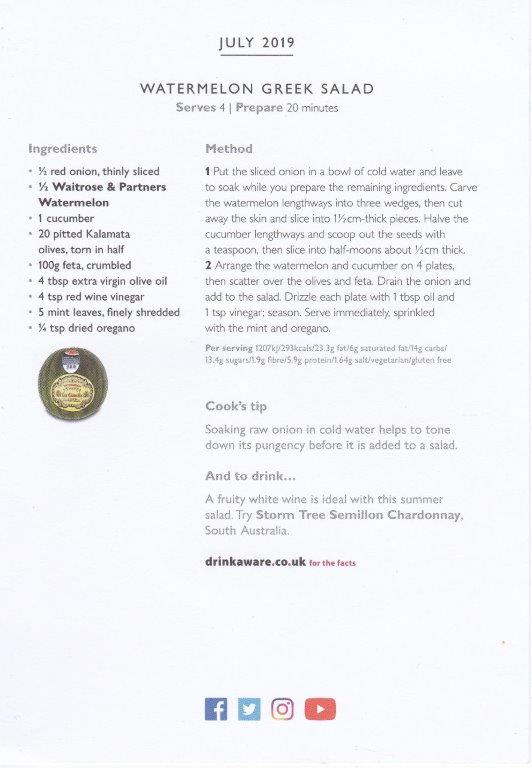 JULY 2019
WATERMELON GREEK SALAD
Serves 4 | Prepare 20 minutes
Ingredients
• ½ red onion, thinly sliced
• ½ Waitrose & Partners
Watermelon
• 1 cucumber
• 20 pitted Kalamata
olives, torn in half
• 100g feta, crumbled
• 4 tbsp extra virgin olive oil
• 4 tsp red wine vinegar
• 5 mint leaves, finely shredded
• ¼ tsp dried oregano
Method
1 Put the sliced onion in a bowl of cold water and leave
to soak while you prepare the remaining ingredients. Carve
the watermelon lengthways into three wedges, then cut
away the skin and slice into 1½cm-thick pieces. Halve the
cucumber lengthways and scoop out the seeds with
a teaspoon, then slice into half-moons about ½cm thick.
2 Arrange the watermelon and cucumber on 4 plates,
then scatter over the olives and feta. Drain the onion and
add to the salad. Drizzle each plate with 1 tbsp oil and
1 tsp vinegar; season. Serve immediately, sprinkled
with the mint and oregano.
Per serving 1207kJ/293kcals/23.3g fat/6g saturated fat/14g carbs/
13.4g sugars/1.9g fibre/5.9g protein/1.64g salt/vegetarian/gluten free
Cook's tip
Soaking raw onion in cold water helps to tone
down its pungency before it is added to a salad.
And to drink...
A fruity white wine is ideal with this summer
salad. Try Storm Tree Semillon Chardonnay,
South Australia.
drinkaware.co.uk for the facts